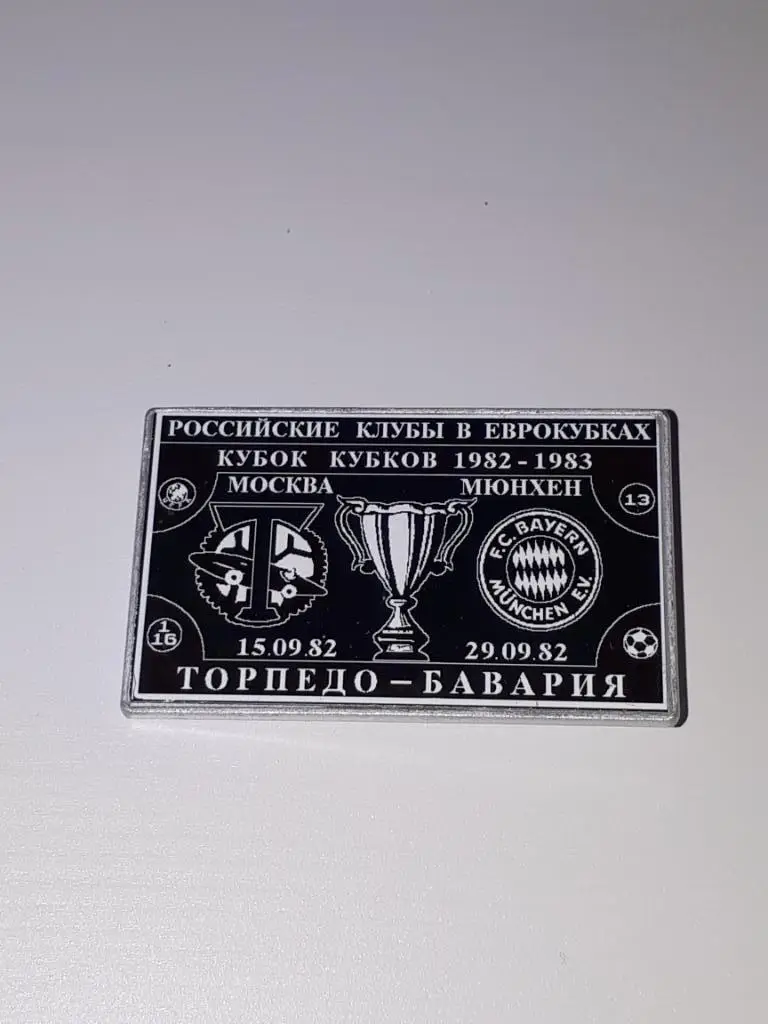 РОССИЙСКИЕ КЛУБЫ В ЕВРОКУБКАХ
КУБОК КУБКОВ 1982-1983
МОСКВА МЮНХЕН
13
F.C. BAYERN MÜNCHEN E.V.
1
16
15.09.82 29.09.82
ТОРПЕДО – БАВАРИЯ